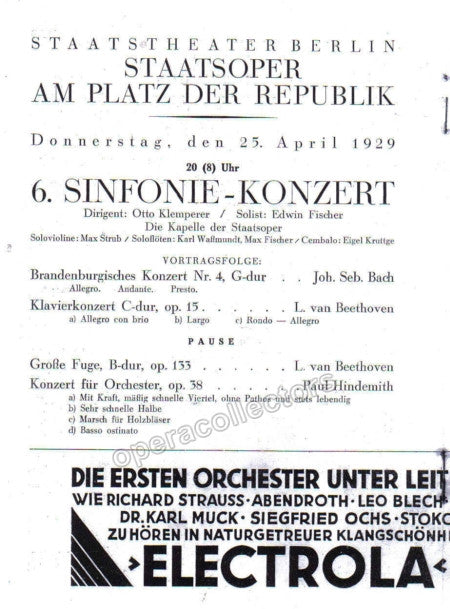 STAATSTHEATER BERLIN
STAATSOPER
AM PLATZ DER REPUBLIK
Donnerstag, den 25. April 1929
20 (8) Uhr
6. SINFONIE-KONZERT
Dirigent: Otto Klemperer / Solist: Edwin Fischer
Die Kapelle der Staatsoper
Solovioline: Max Strub / Soloflöten: Karl Waßmundt, Max Fischer / Cembalo: Eigel Kruttge
VORTRAGSFOLGE:
Brandenburgisches Konzert Nr. 4, G-dur . . Joh. Seb. Bach
Allegro. Andante. Presto.
Klavierkonzert C-dur, op. 15 . . . . . . L. van Beethoven
a) Allegro con brio b) Largo c) Rondo — Allegro
PAUSE
Große Fuge, B-dur, op. 133 . . . . . . L. van Beethoven
Konzert für Orchester, op. 38 . . . . . Paul Hindemith
a) Mit Kraft, mäßig schnelle Viertel, ohne Pathos und stets lebendig
b) Sehr schnelle Halbe
c) Marsch für Holzbläser
d) Basso ostinato
operacollectors
DIE ERSTEN ORCHESTER UNTER LEIT
WIE RICHARD STRAUSS·ABENDROTH·LEO BLECH
DR. KARL MUCK·SIEGFRIED OCHS·STOKO
ZU HÖREN IN NATURGETREUER KLANGSCHÖNH
>ELECTROLA<